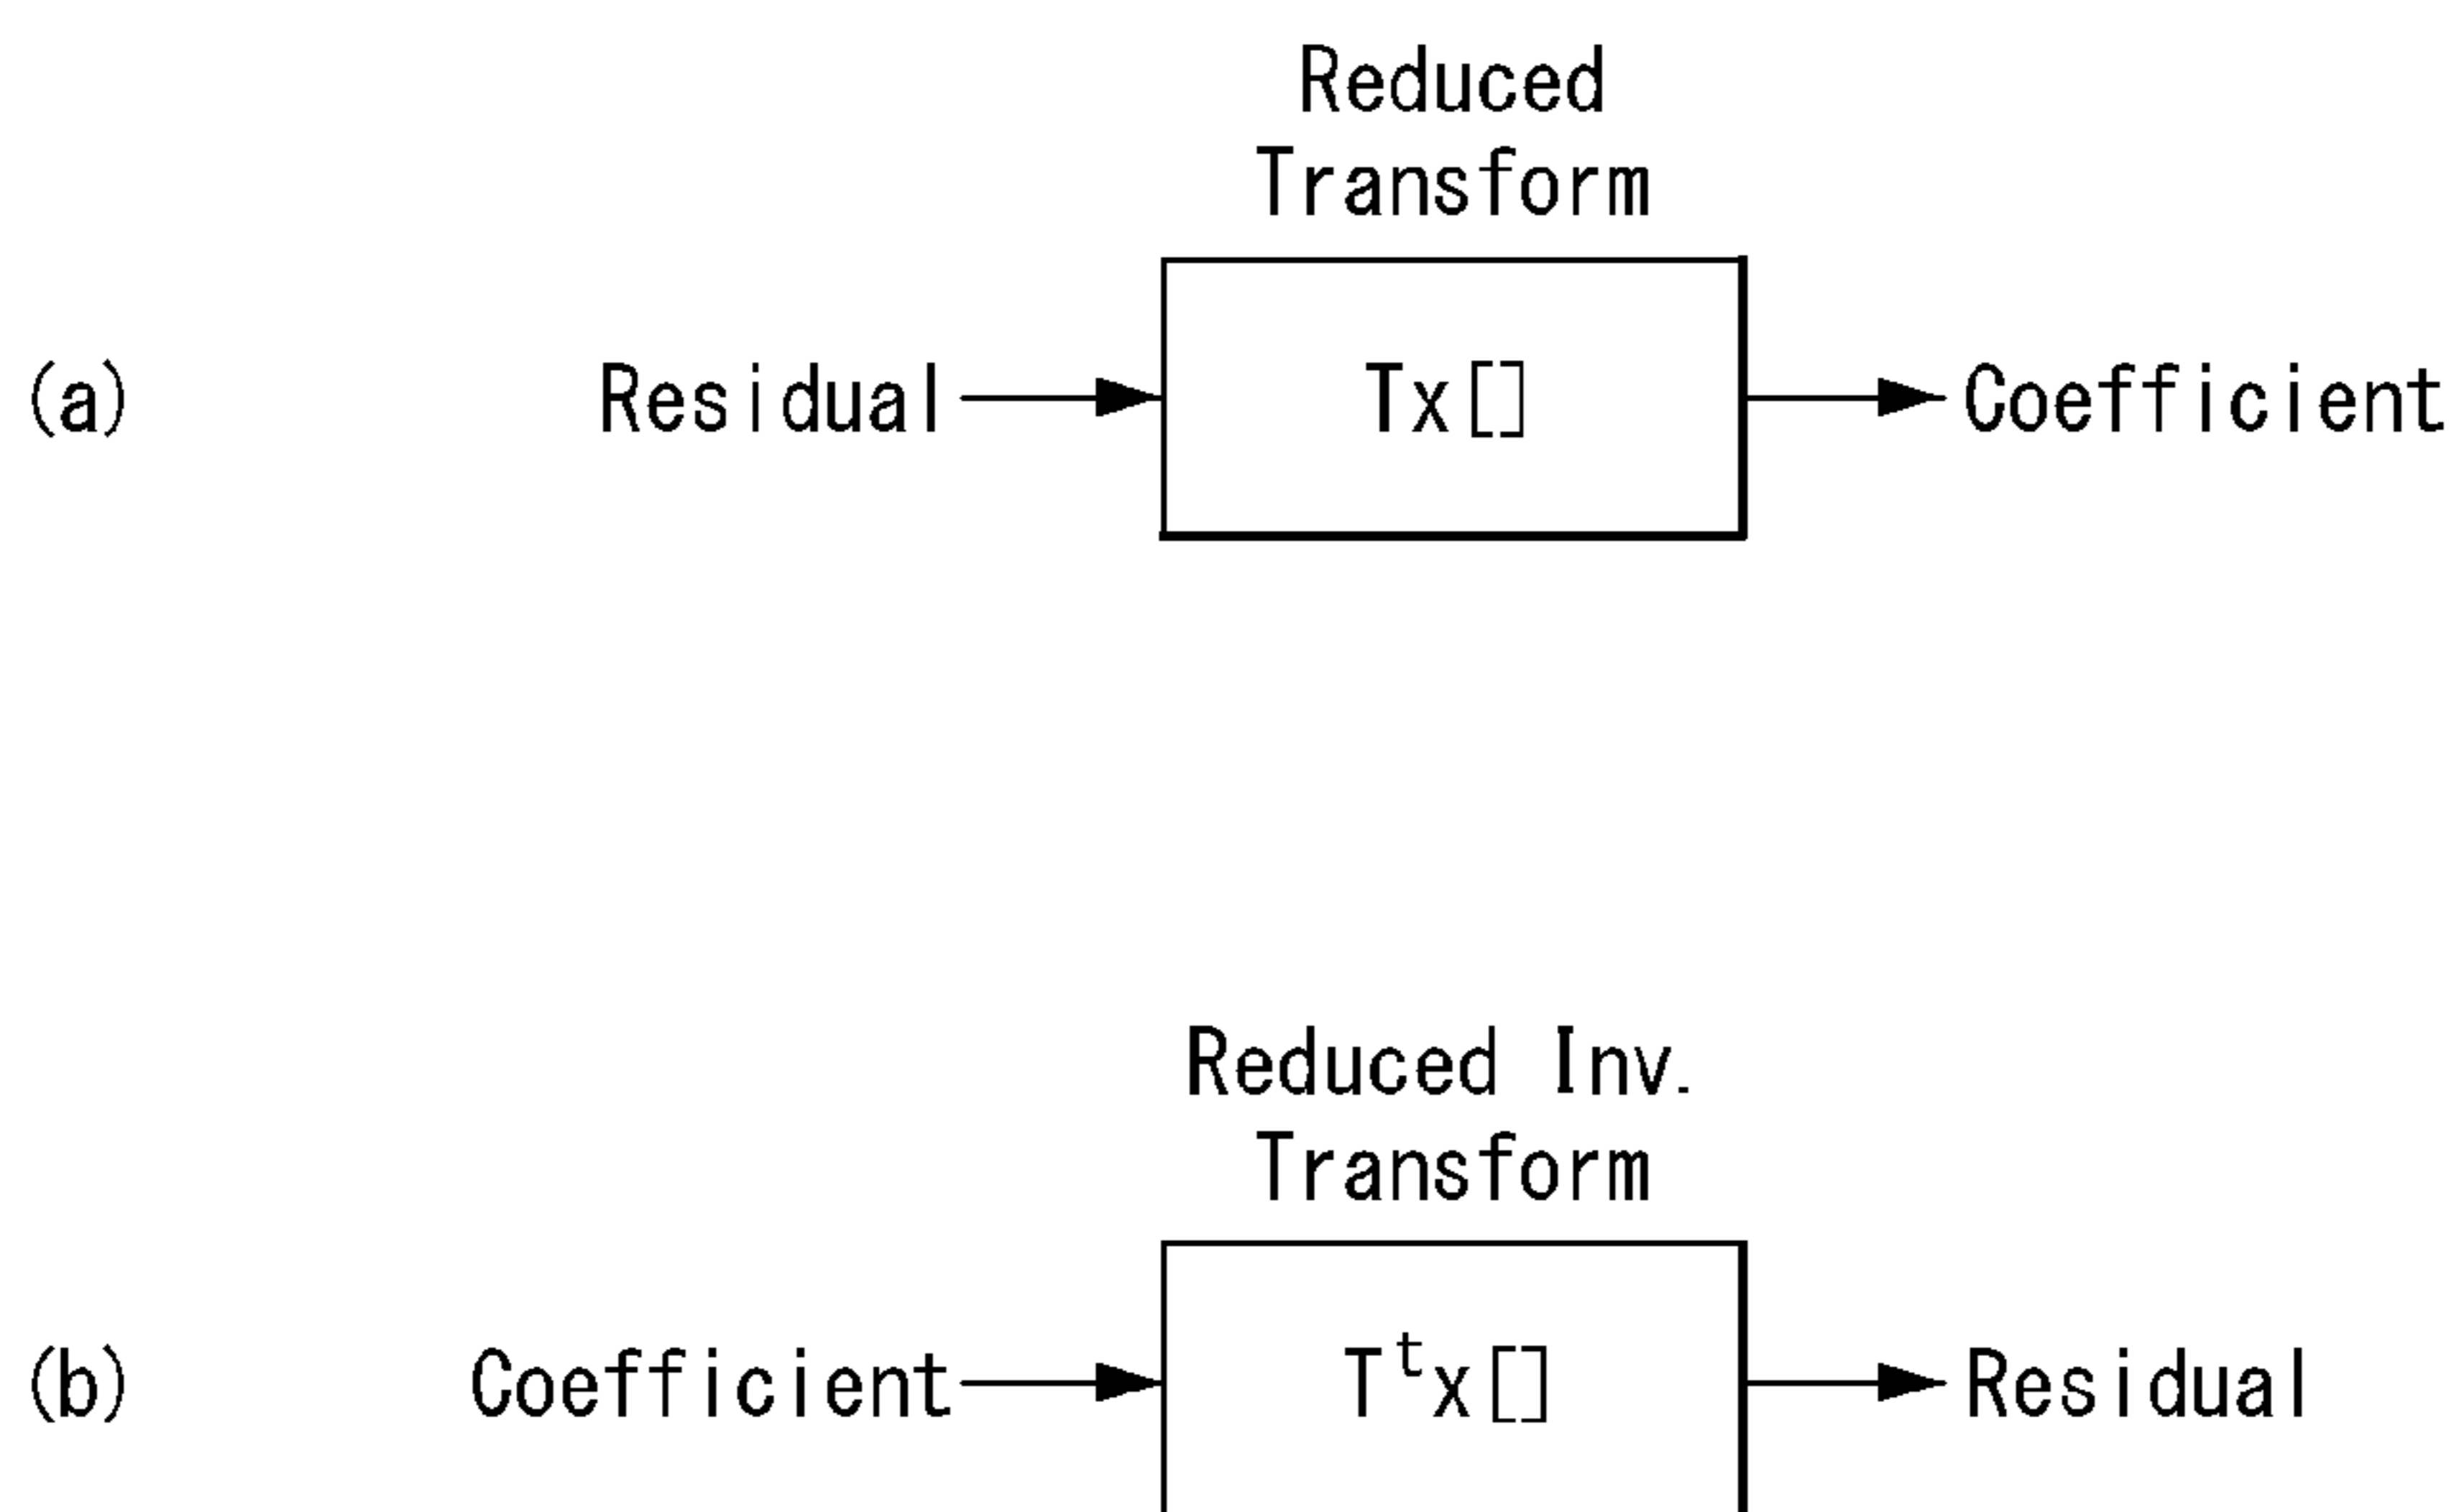 Reduced
Transform
(a) Residual Tx[] Coefficient
Reduced Inv.
Transform
(b) Coefficient Tᵗx[] Residual